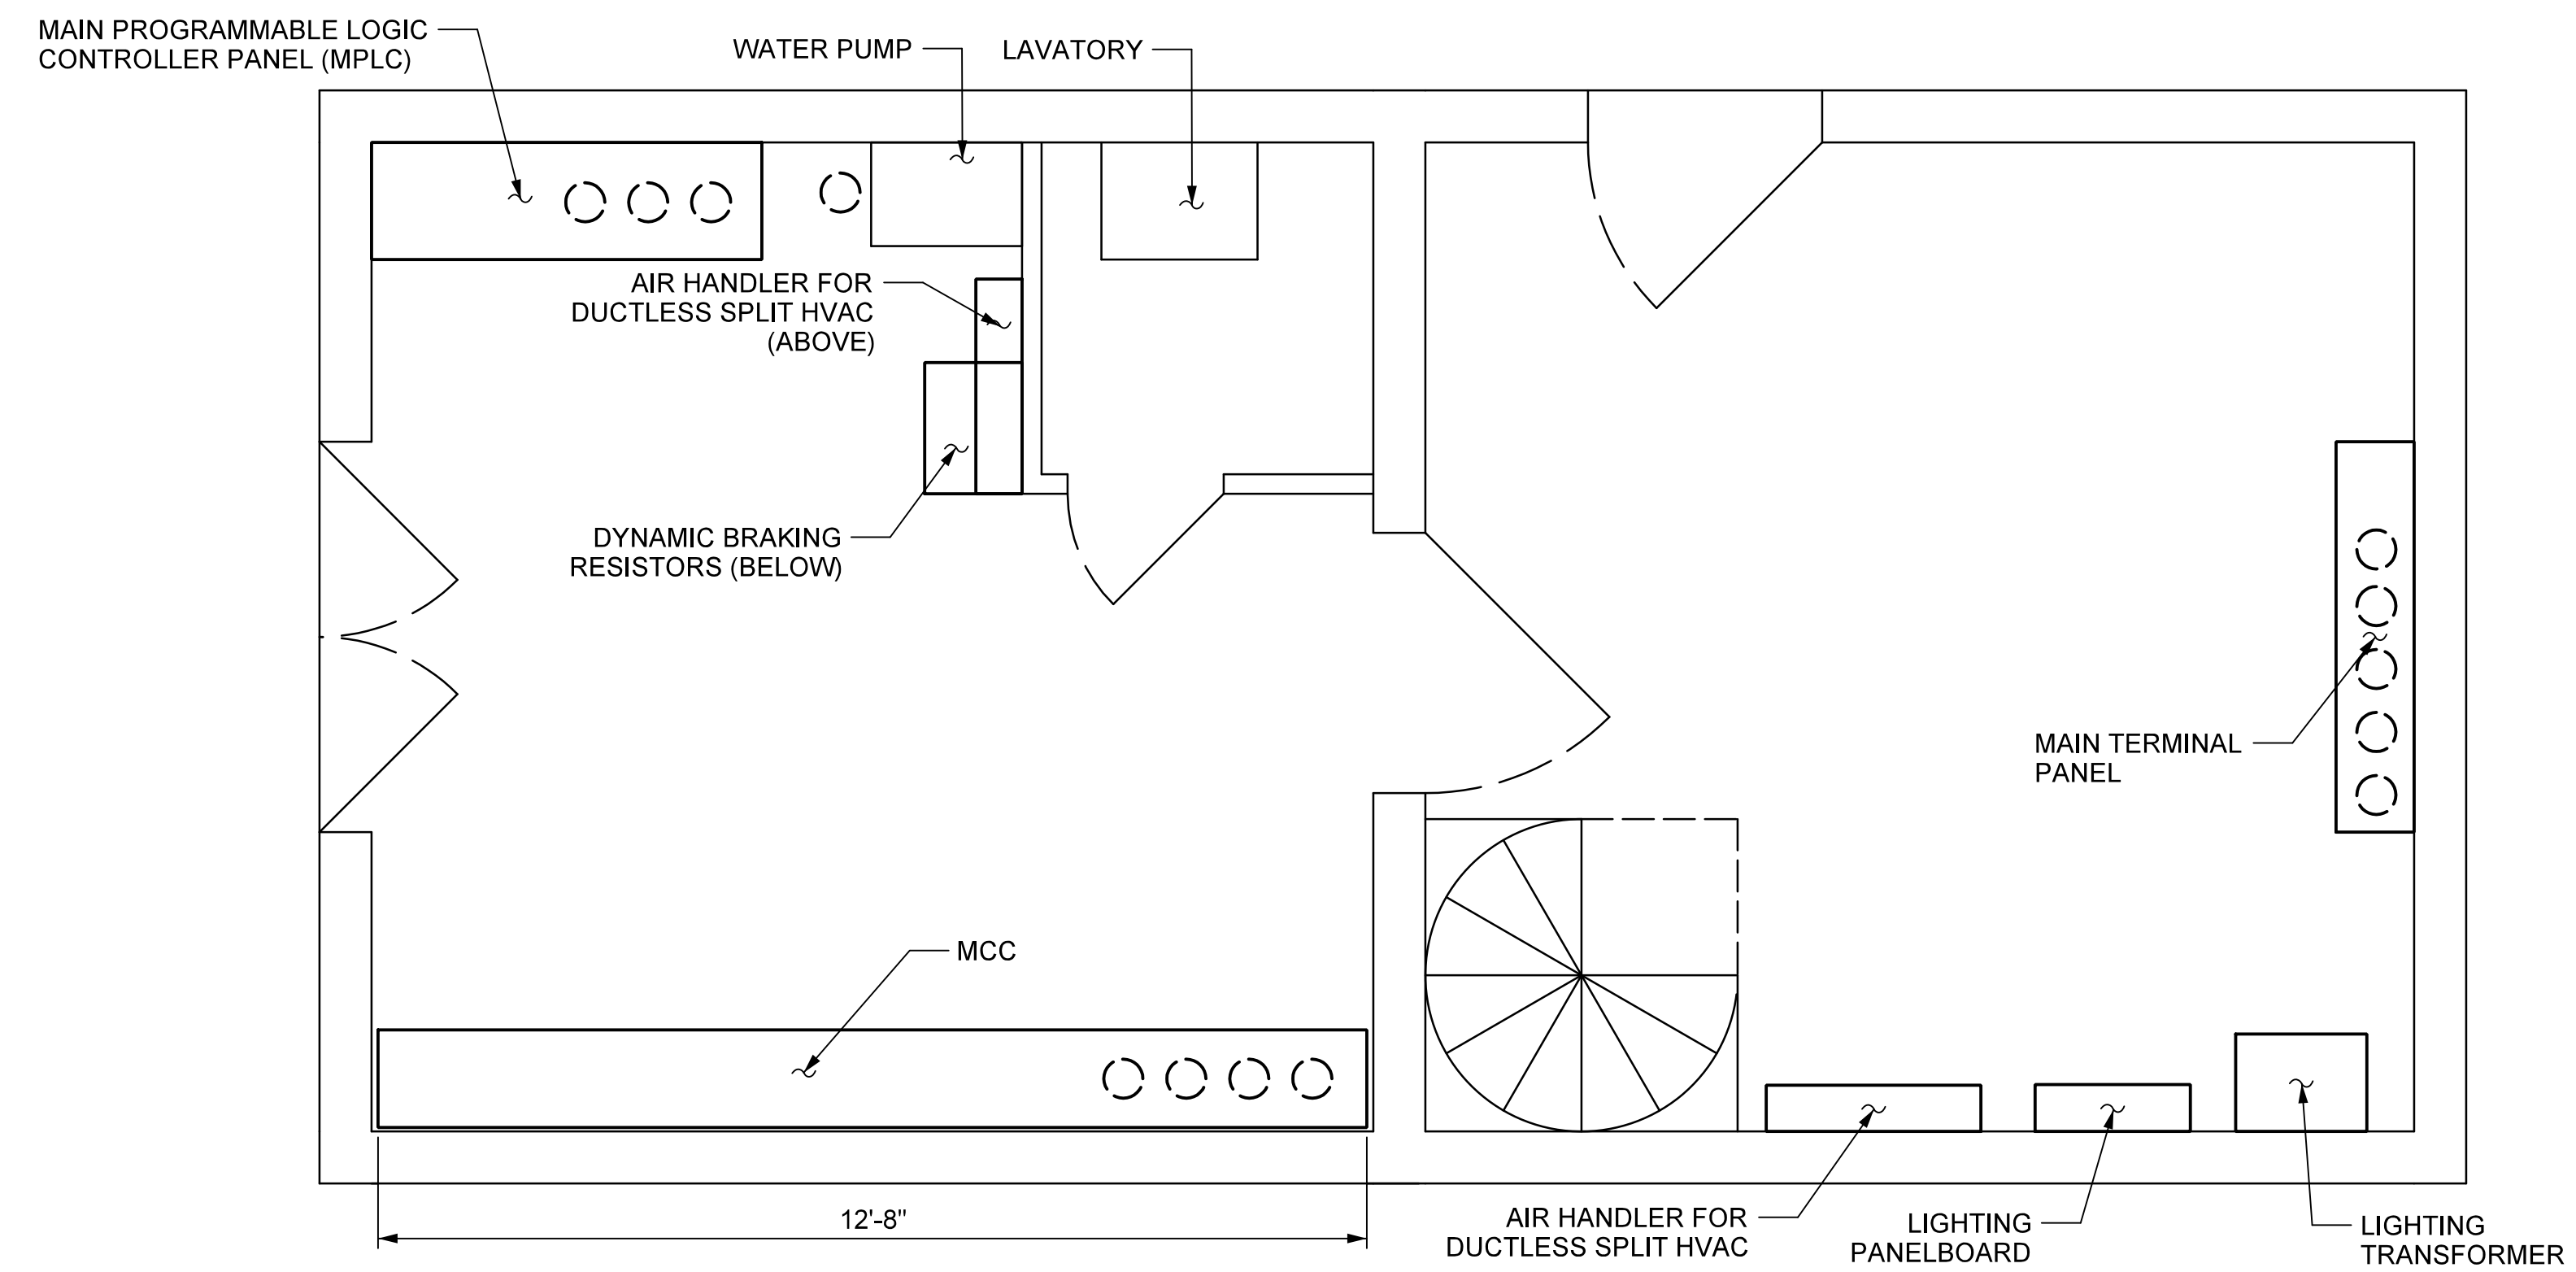 MAIN PROGRAMMABLE LOGIC
CONTROLLER PANEL (MPLC)
WATER PUMP
LAVATORY
AIR HANDLER FOR
DUCTLESS SPLIT HVAC
(ABOVE)
DYNAMIC BRAKING
RESISTORS (BELOW)
MAIN TERMINAL
PANEL
MCC
12'-8"
AIR HANDLER FOR
DUCTLESS SPLIT HVAC
LIGHTING
PANELBOARD
LIGHTING
TRANSFORMER